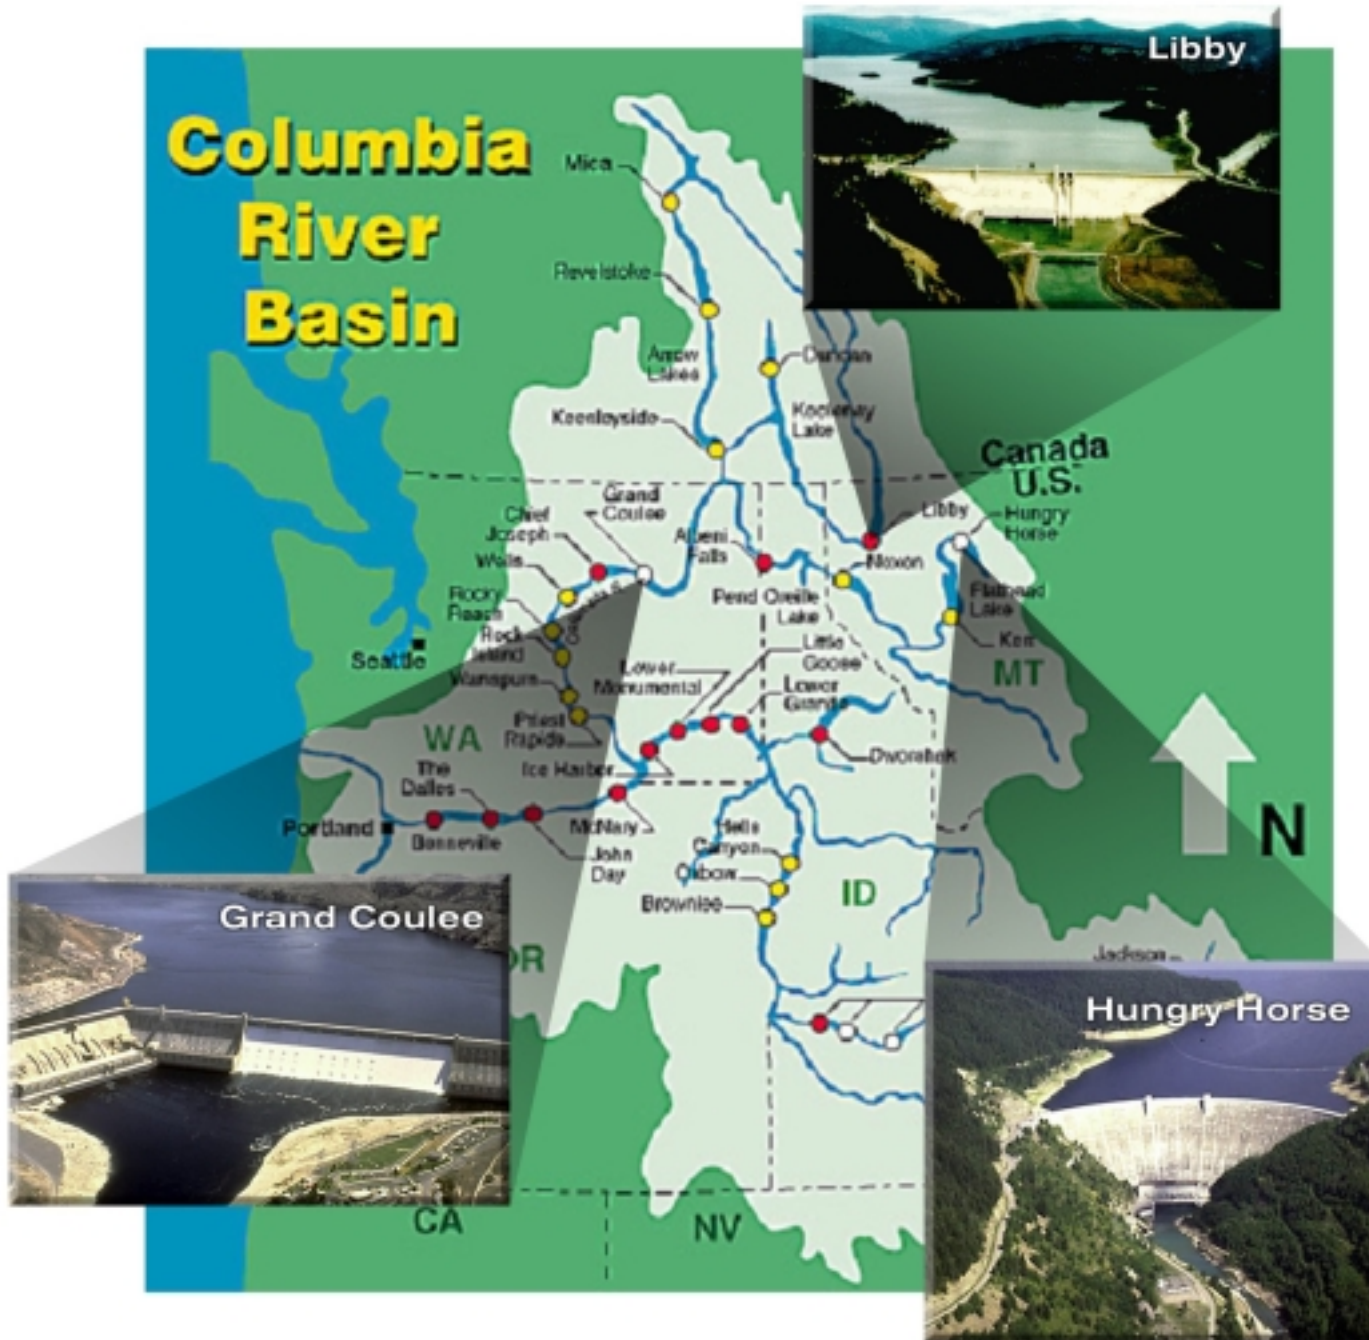 Columbia
River
Basin
Libby
Mica
Revelstoke
Arrow
Lakes
Duncan
Keenleyside
Kootenay
Lake
Canada
U.S.
Grand
Coulee
Chief
Joseph
Libby
Hungry
Horse
Albeni
Falls
Wells
Noxon
Rocky
Reach
Pend Oreille
Lake
Flathead
Lake
Rock
Island
Kerr
Seattle
Little
Goose
Lower
Monumental
MT
Wanapum
Lower
Granite
Priest
Rapids
WA
Ice Harbor
Dworshak
The
Dalles
Portland
Bonneville
McNary
John
Day
Hells
Canyon
Oxbow
Brownlee
ID
N
Grand Coulee
OR
Jackson
Hungry Horse
CA
NV